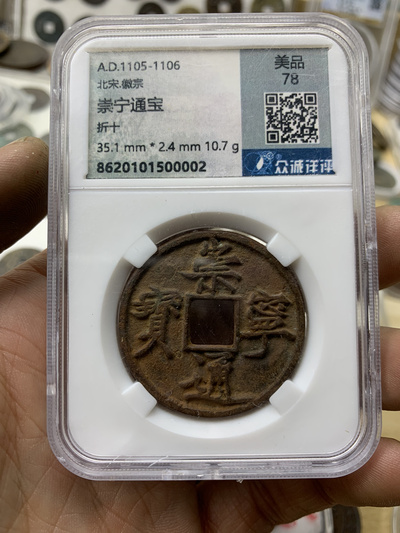 A.D.1105-1106
美品
北宋.徽宗
78
崇宁通宝
折十
35.1 mm * 2.4 mm 10.7 g
8620101500002
众诚评评
崇
寧
通
寶